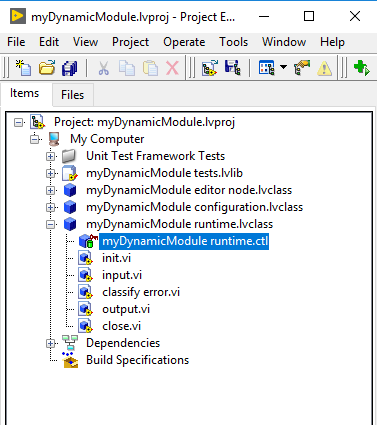 myDynamicModule.lvproj - Project E...
File Edit View Project Operate Tools Window
Items Files
Project: myDynamicModule.lvproj
My Computer
Unit Test Framework Tests
myDynamicModule tests.lvlib
myDynamicModule editor node.lvclass
myDynamicModule configuration.lvclass
myDynamicModule runtime.lvclass
myDynamicModule runtime.ctl
init.vi
input.vi
classify error.vi
output.vi
close.vi
Dependencies
Build Specifications